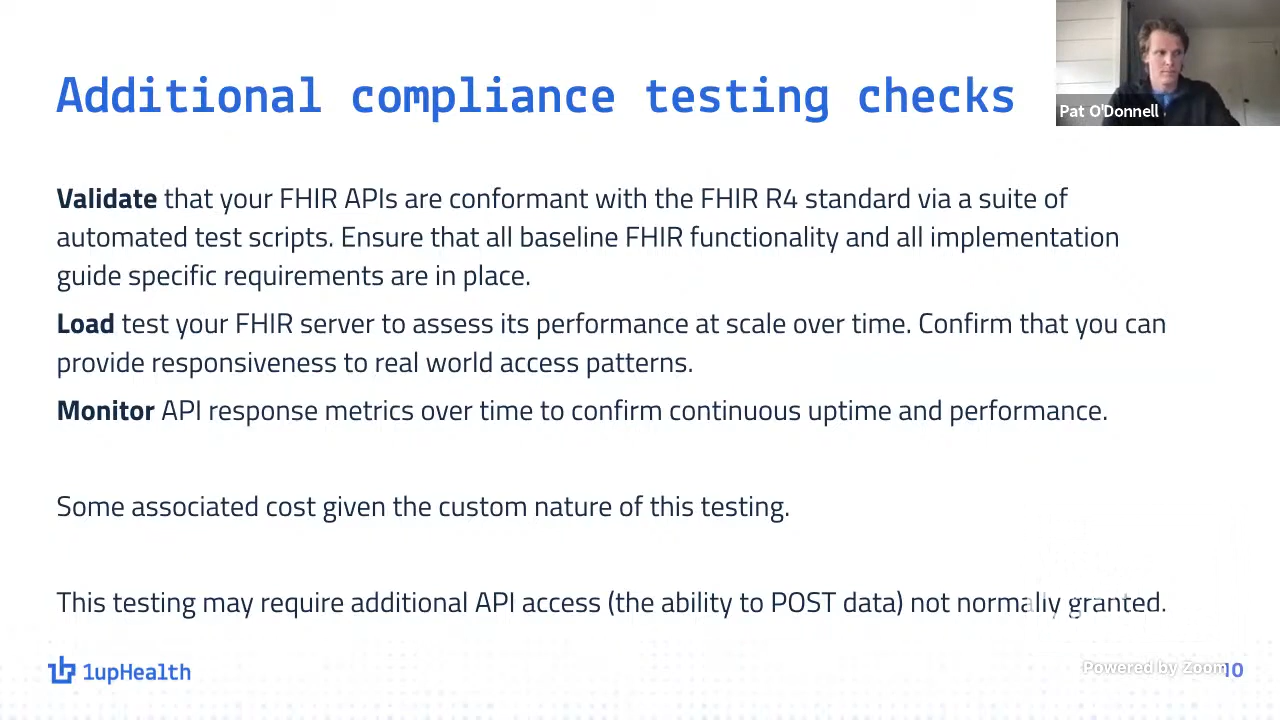 Additional compliance testing checks
Pat O'Donnell
Validate that your FHIR APIs are conformant with the FHIR R4 standard via a suite of
automated test scripts. Ensure that all baseline FHIR functionality and all implementation
guide specific requirements are in place.
Load test your FHIR server to assess its performance at scale over time. Confirm that you can
provide responsiveness to real world access patterns.
Monitor API response metrics over time to confirm continuous uptime and performance.
Some associated cost given the custom nature of this testing.
This testing may require additional API access (the ability to POST data) not normally granted.
1upHealth
Powered by Zoom
10